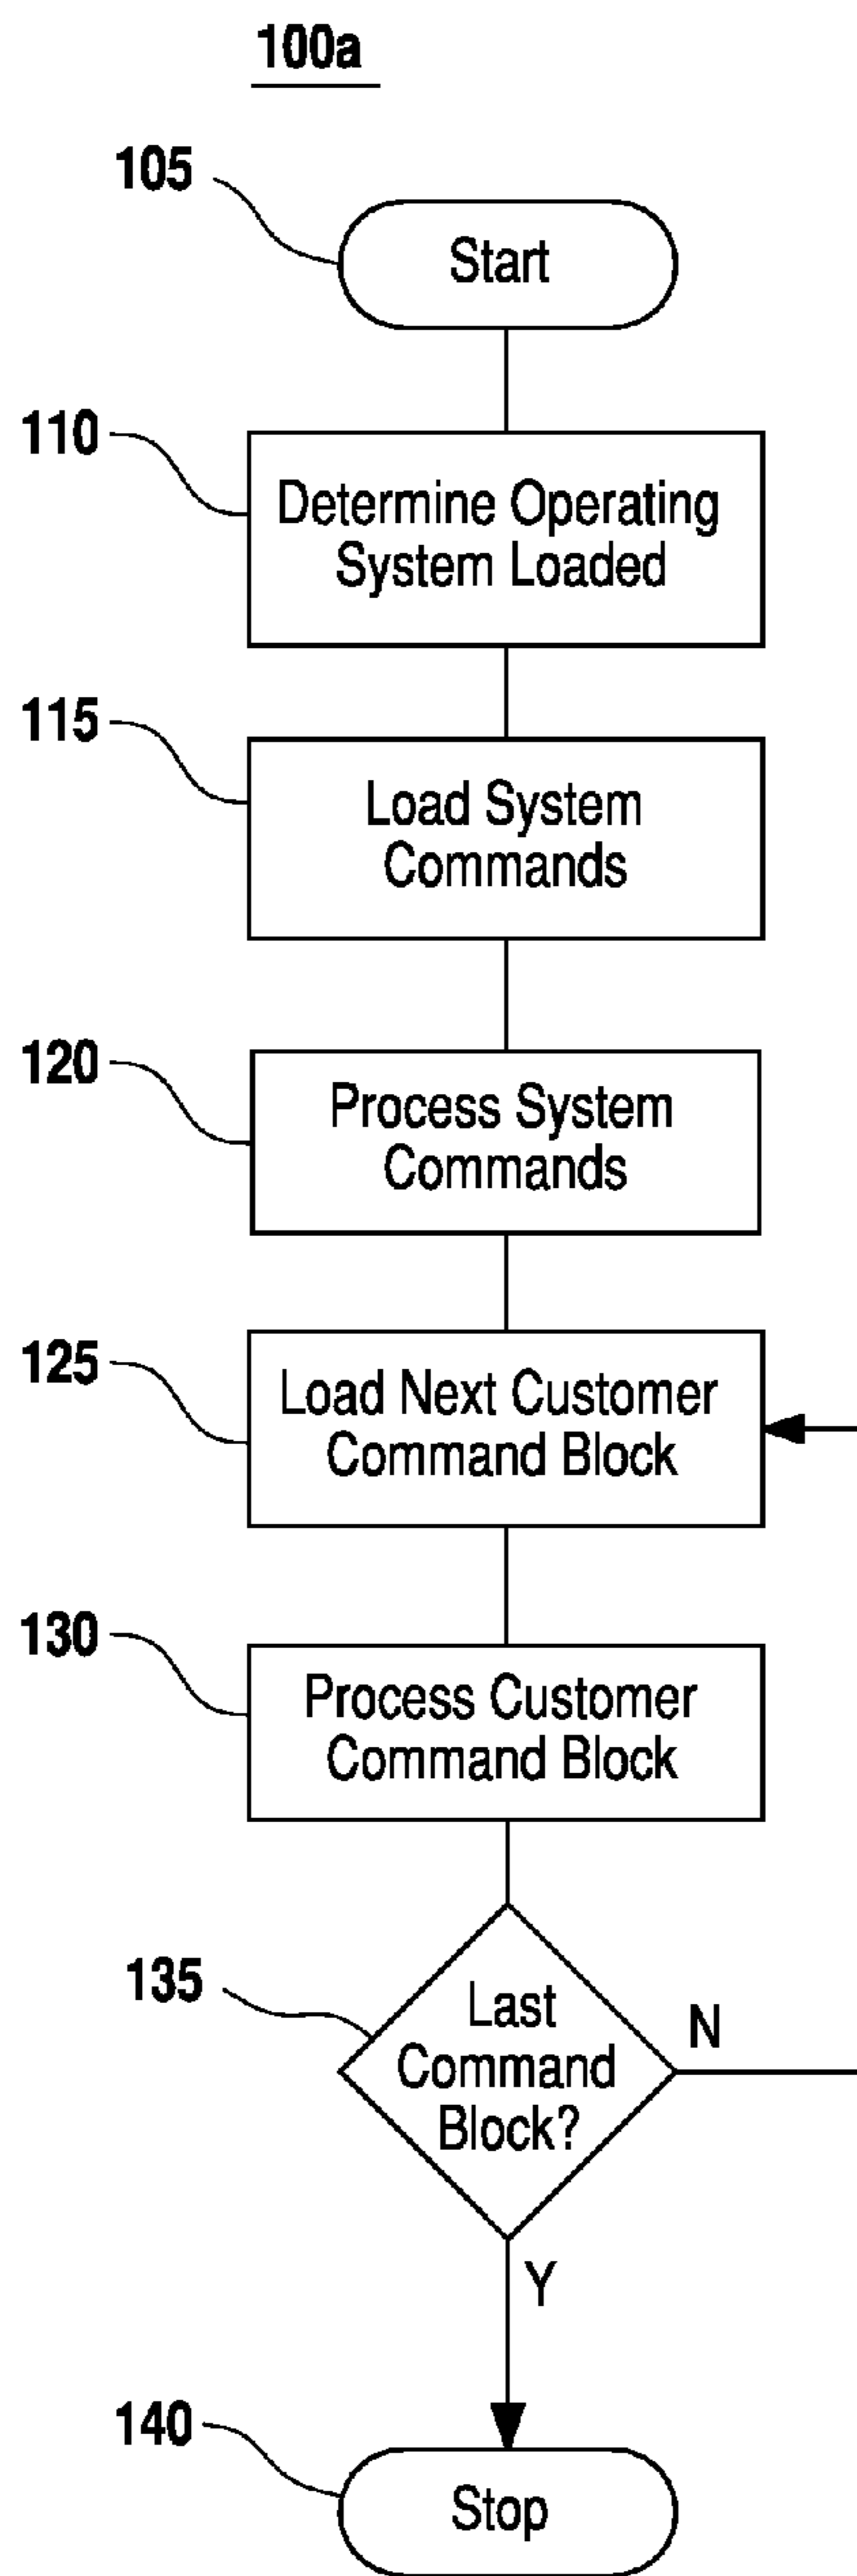 100a
105
Start
110
Determine Operating
System Loaded
115
Load System
Commands
120
Process System
Commands
125
Load Next Customer
Command Block
130
Process Customer
Command Block
135
Last
Command
Block?
N
Y
140
Stop